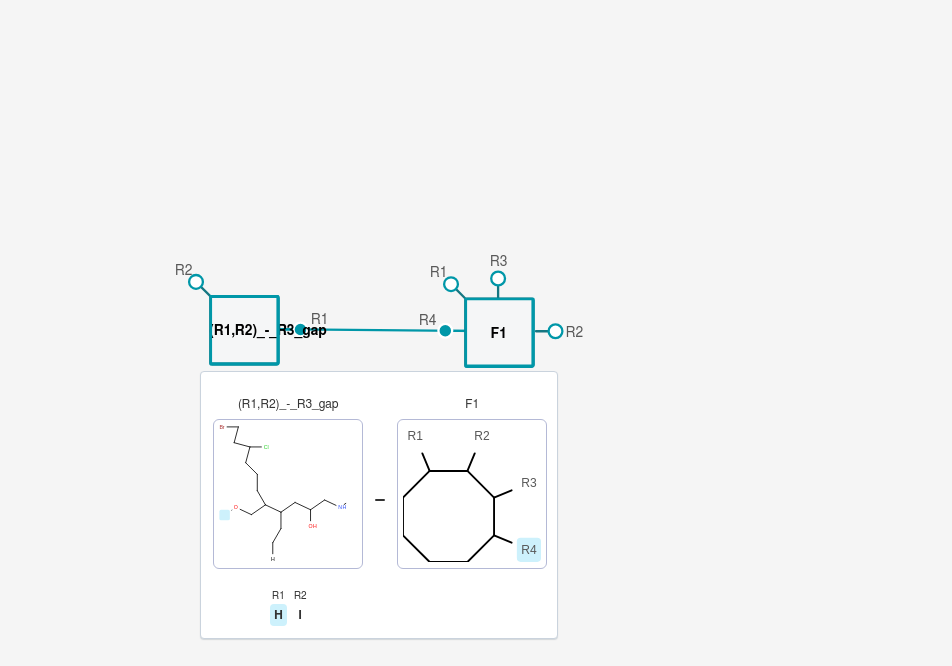 R2
R1
R3
(R1,R2)_-_R3_gap
R1
R4
F1
R2
(R1,R2)_-_R3_gap
F1
Br
Cl
O
OH
NH
H
–
R1
R2
R3
R4
R1 R2
H I